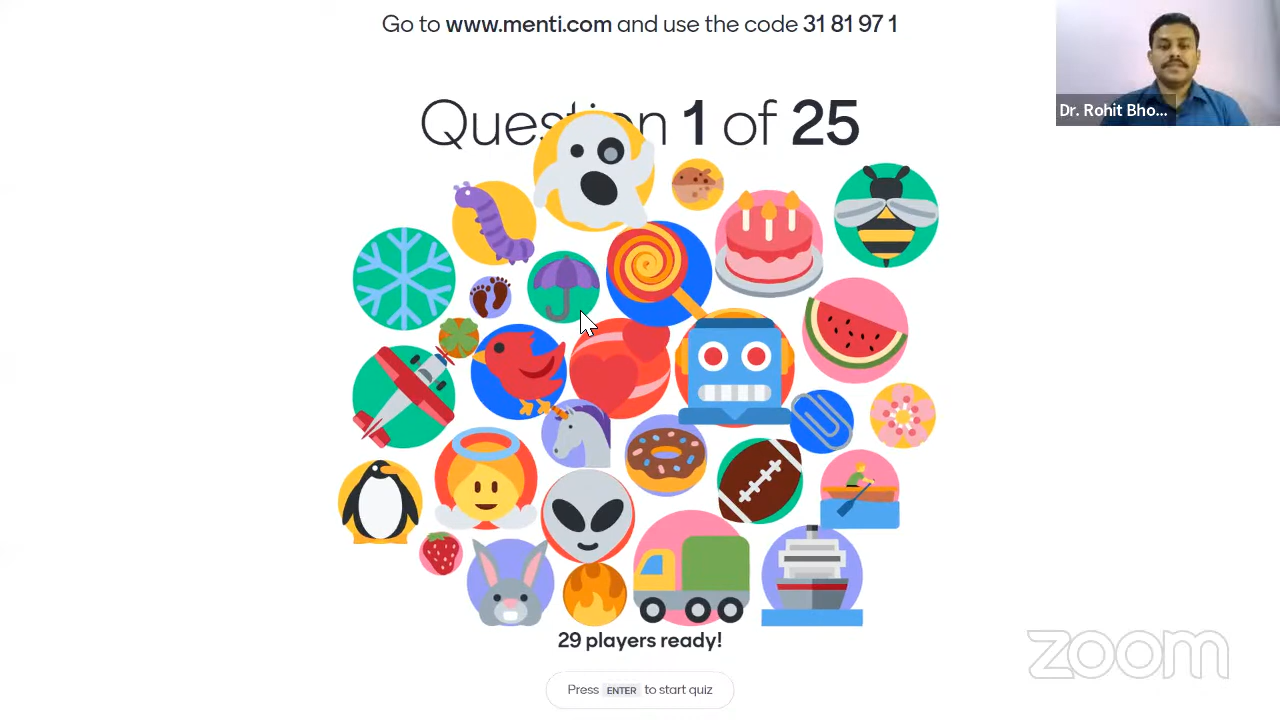 Go to www.menti.com and use the code 31 81 97 1
Dr. Rohit Bho...
Question 1 of 25
29 players ready!
Press ENTER to start quiz
zoom